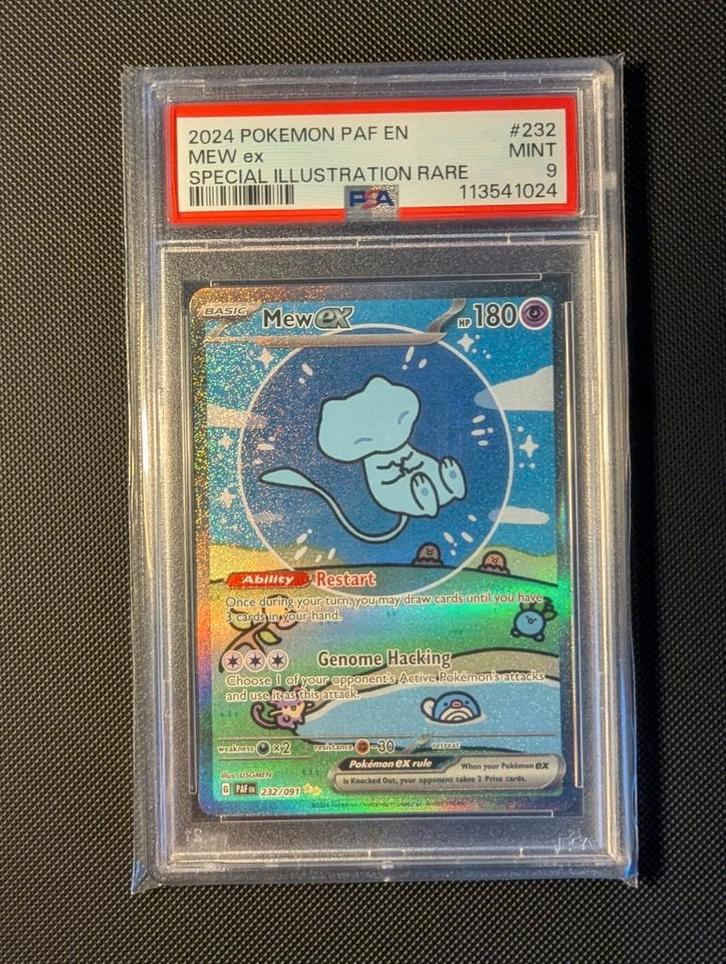 2024 POKEMON PAF EN #232
MEW ex MINT
SPECIAL ILLUSTRATION RARE 9
PSA 113541024
BASIC Mew ex HP 180
Ability Restart
Once during your turn, you may draw cards until you have
3 cards in your hand.
Genome Hacking
Choose 1 of your opponent's Active Pokémon's attacks
and use it as this attack.
weakness ×2 resistance -30 retreat
Pokémon ex rule When your Pokémon ex
is Knocked Out, your opponent takes 2 Prize cards.
Illus. USGMEN
G PAF EN 232/091